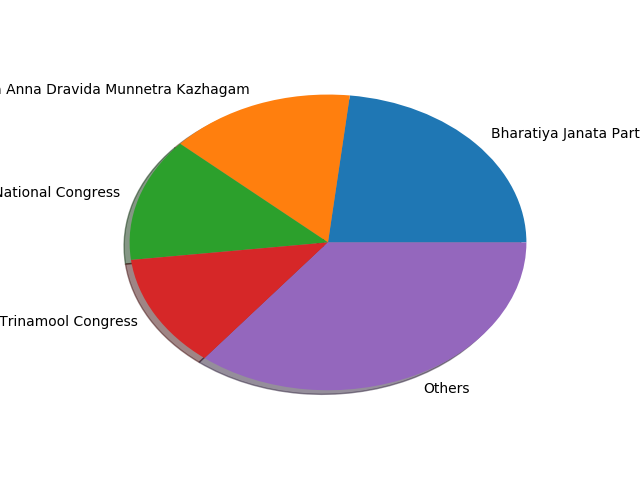 Anna Dravida Munnetra Kazhagam
Bharatiya Janata Part
National Congress
Trinamool Congress
Others